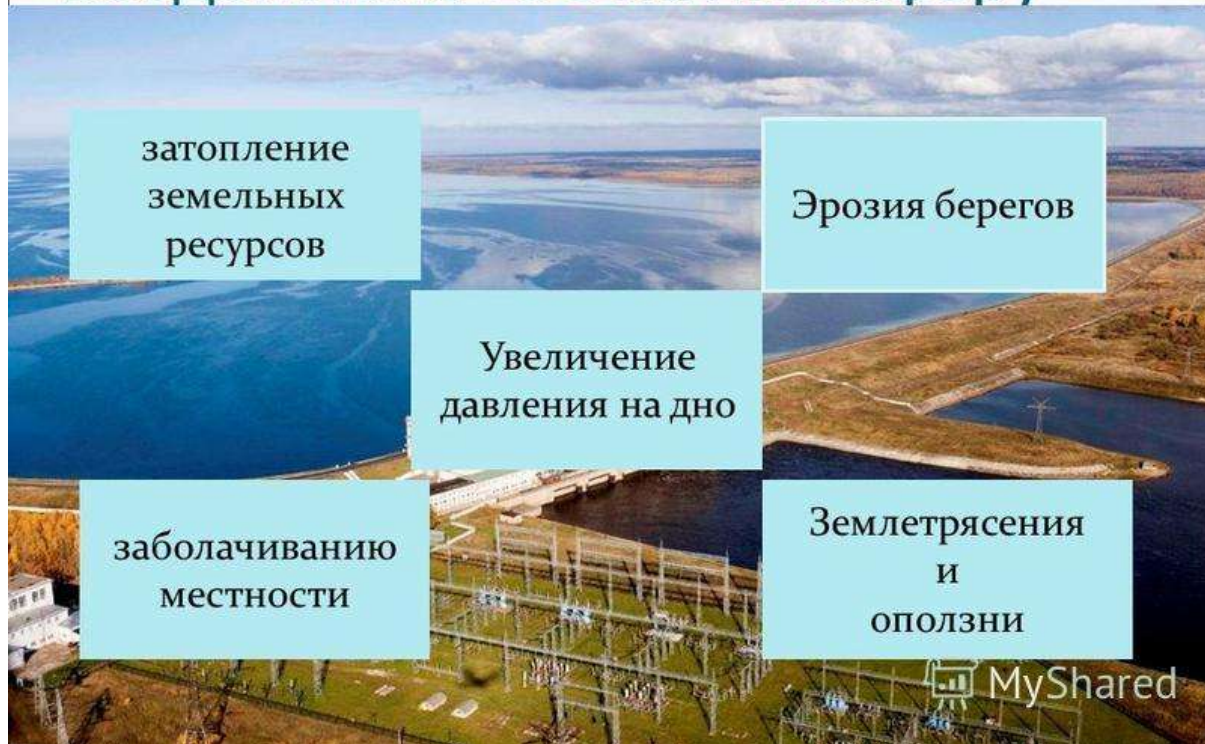 затопление
земельных
ресурсов
Эрозия берегов
Увеличение
давления на дно
заболачиванию
местности
Землетрясения
и
оползни
MyShared